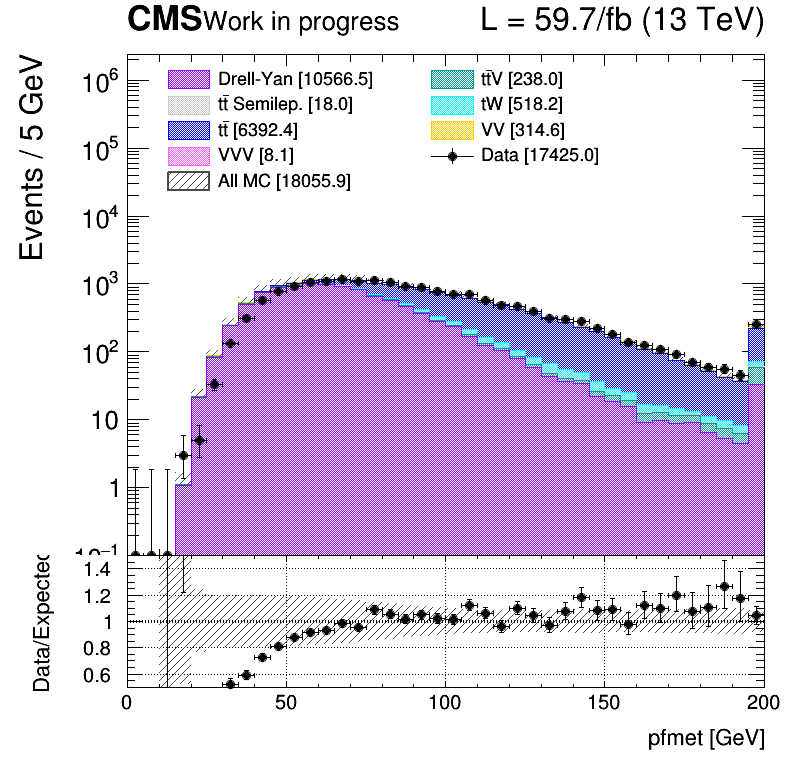 CMS Work in progress L = 59.7/fb (13 TeV)
Events / 5 GeV
Drell-Yan [10566.5]
tt̄ Semilep. [18.0]
tt̄ [6392.4]
VVV [8.1]
All MC [18055.9]
tt̄V [238.0]
tW [518.2]
VV [314.6]
Data [17425.0]
10⁶
10⁵
10⁴
10³
10²
10
1
10⁻¹
Data/Expected
1.4
1.2
1
0.8
0.6
0 50 100 150 200
pfmet [GeV]